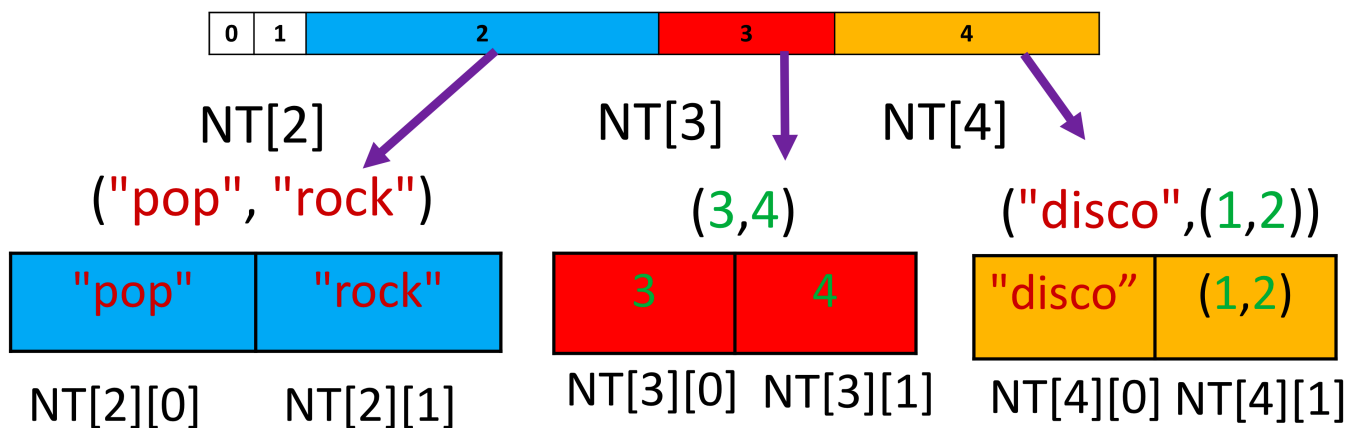 0 1 2 3 4
NT[2] NT[3] NT[4]
("pop", "rock") (3,4) ("disco",(1,2))
"pop" "rock" 3 4 "disco” (1,2)
NT[2][0] NT[2][1] NT[3][0] NT[3][1] NT[4][0] NT[4][1]